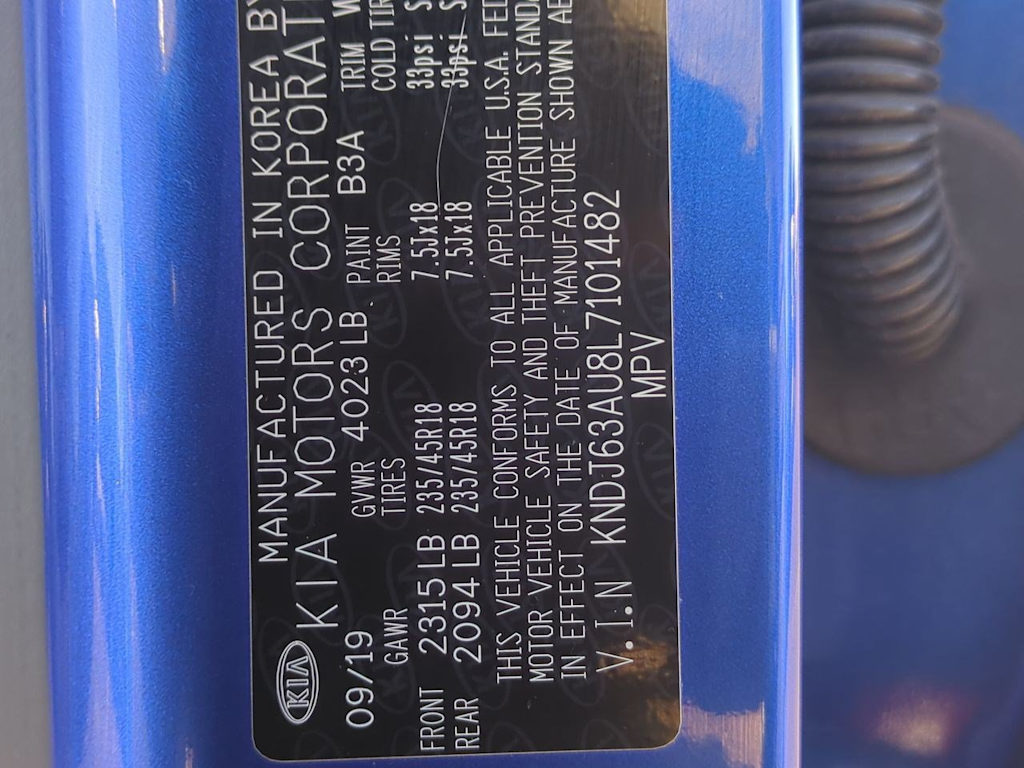 KIA
MANUFACTURED IN KOREA BY
KIA MOTORS CORPORATI
09/19 GVWR 4023 LB PAINT B3A TRIM W
GAWR TIRES RIMS COLD TIR
FRONT 2315 LB 235/45R18 7.5Jx18 33psi S
REAR 2094 LB 235/45R18 7.5Jx18 33psi S
THIS VEHICLE CONFORMS TO ALL APPLICABLE U.S.A. FED
MOTOR VEHICLE SAFETY AND THEFT PREVENTION STANDA
IN EFFECT ON THE DATE OF MANUFACTURE SHOWN AB
V.I.N KNDJ63AU8L7101482
MPV